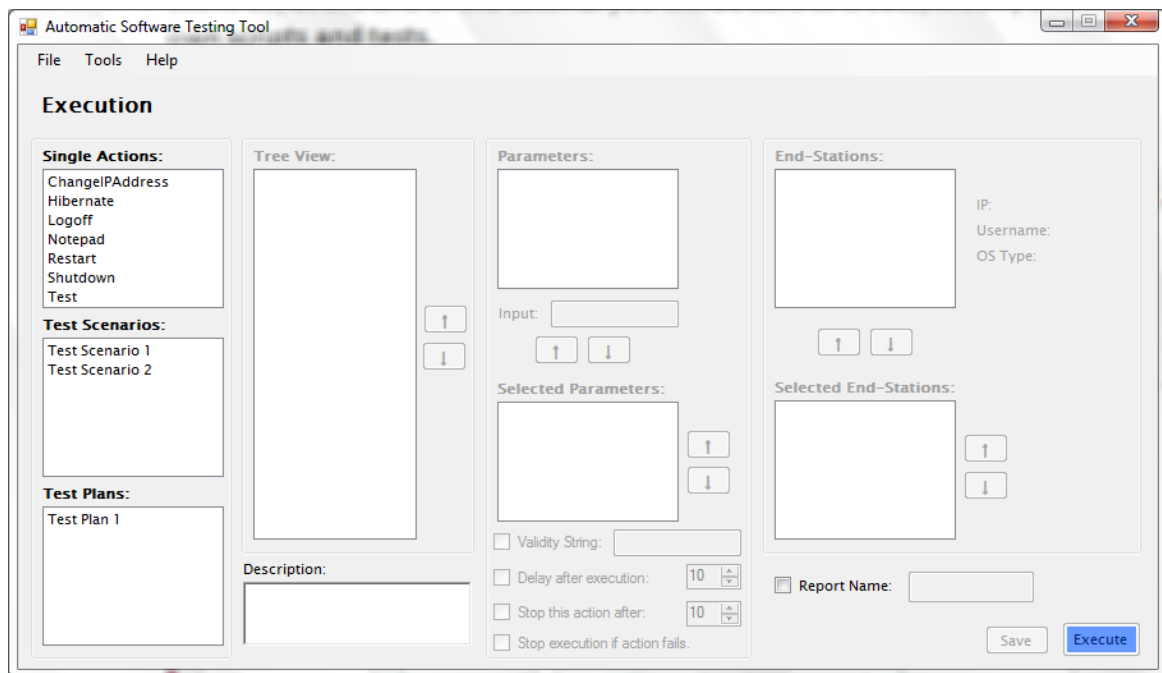 Automatic Software Testing Tool
scripts and tests.
File Tools Help
Execution
Single Actions:
ChangeIPAddress
Hibernate
Logoff
Notepad
Restart
Shutdown
Test
Test Scenarios:
Test Scenario 1
Test Scenario 2
Test Plans:
Test Plan 1
Tree View:
Description:
Parameters:
Input:
Selected Parameters:
Validity String:
Delay after execution: 10
Stop this action after: 10
Stop execution if action fails.
End-Stations:
IP:
Username:
OS Type:
Selected End-Stations:
Report Name:
Save Execute